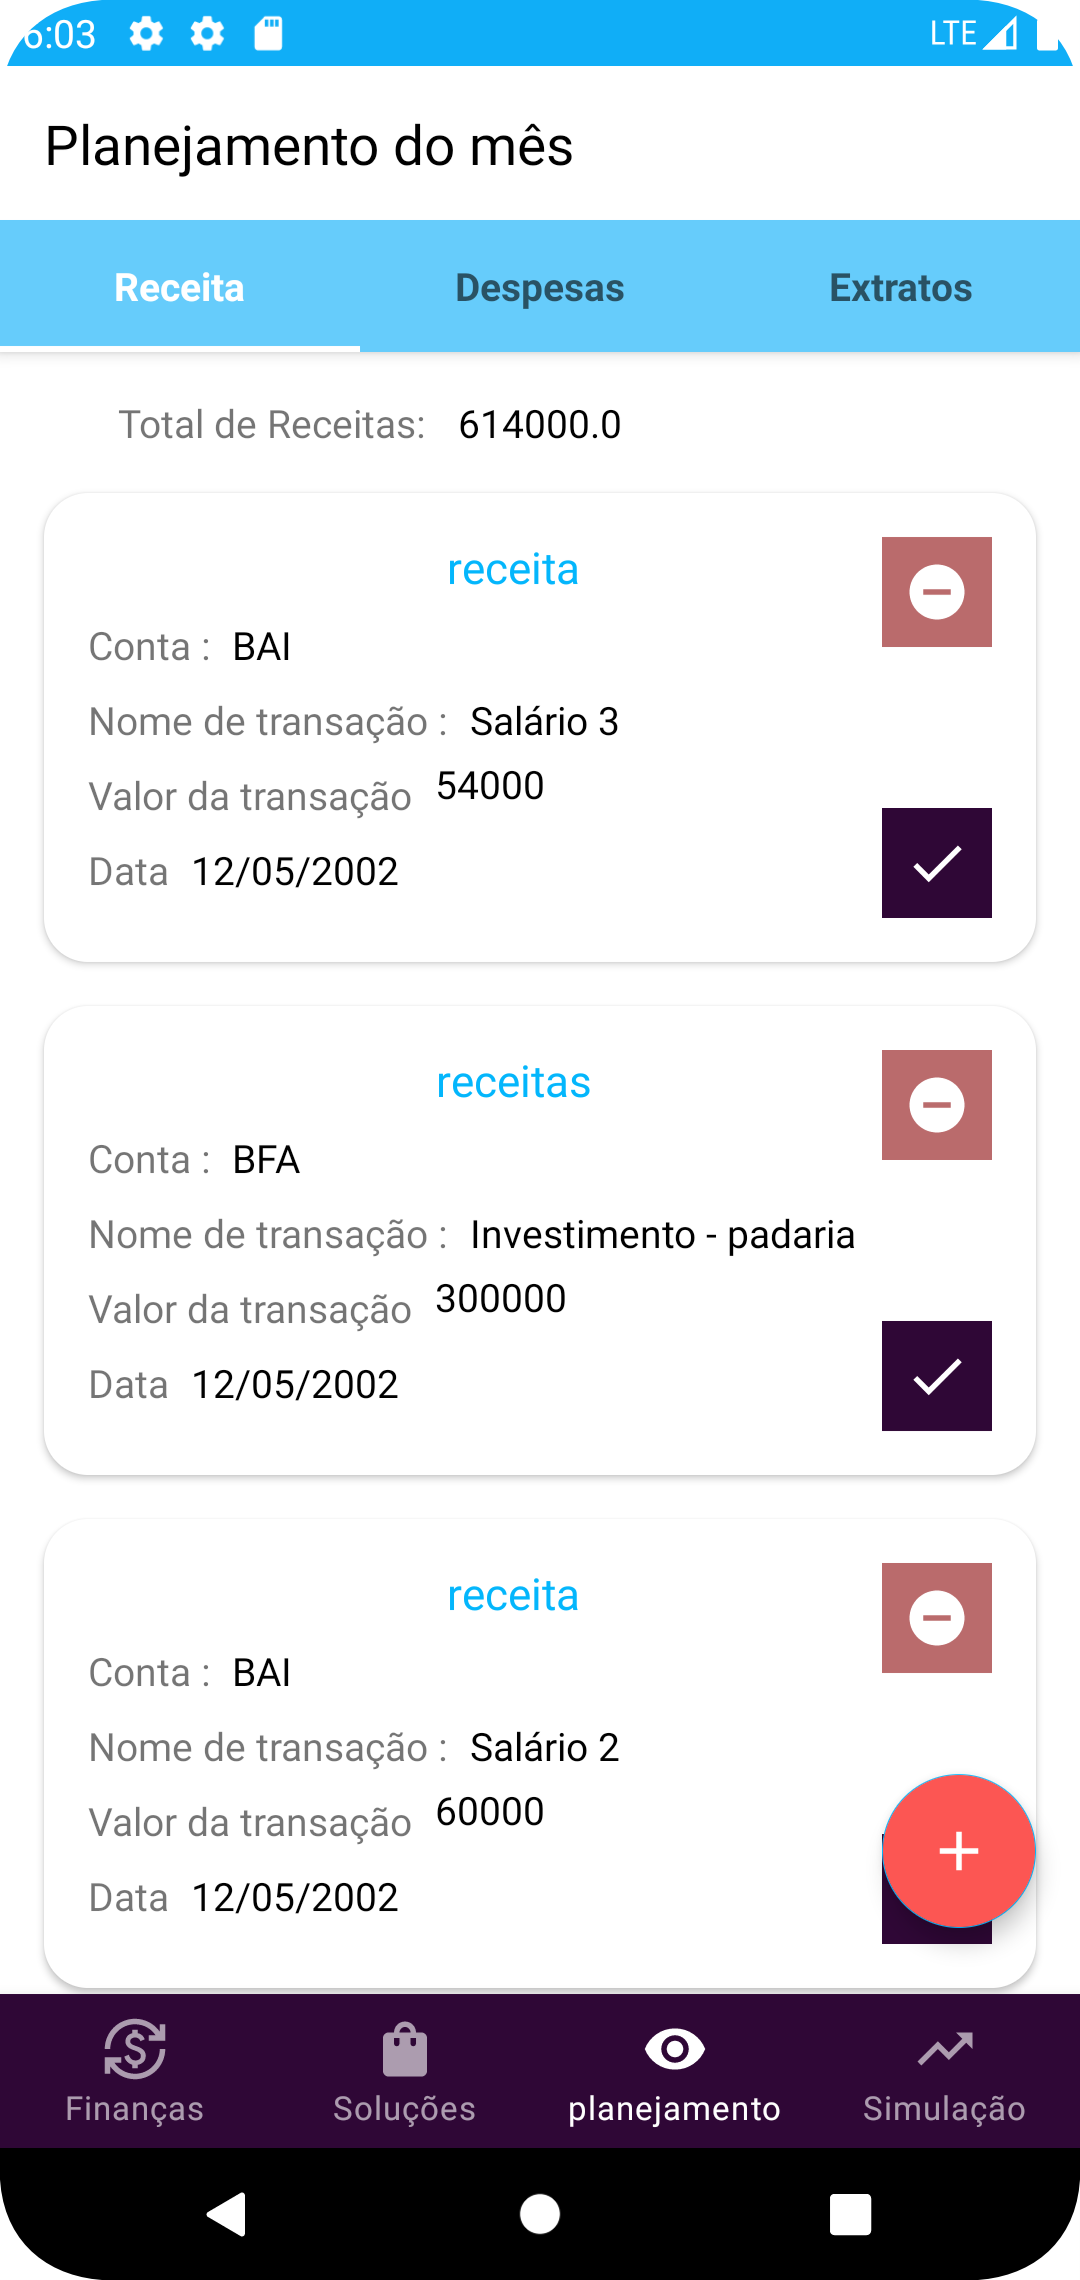 6:03 LTE
Planejamento do mês
Receita Despesas Extratos
Total de Receitas: 614000.0
receita
Conta : BAI
Nome de transação : Salário 3
Valor da transação 54000
Data 12/05/2002
receitas
Conta : BFA
Nome de transação : Investimento - padaria
Valor da transação 300000
Data 12/05/2002
receita
Conta : BAI
Nome de transação : Salário 2
Valor da transação 60000
Data 12/05/2002
Finanças Soluções planejamento Simulação